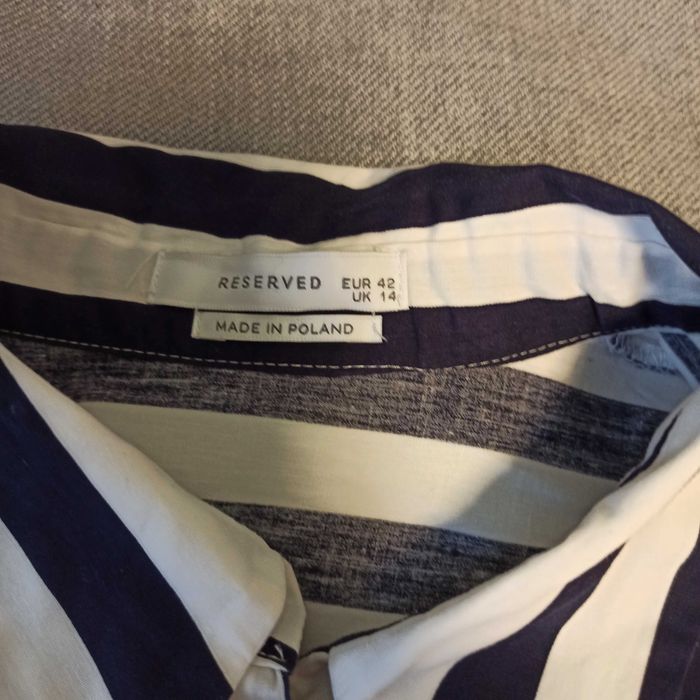 RESERVED EUR 42
UK 14
MADE IN POLAND